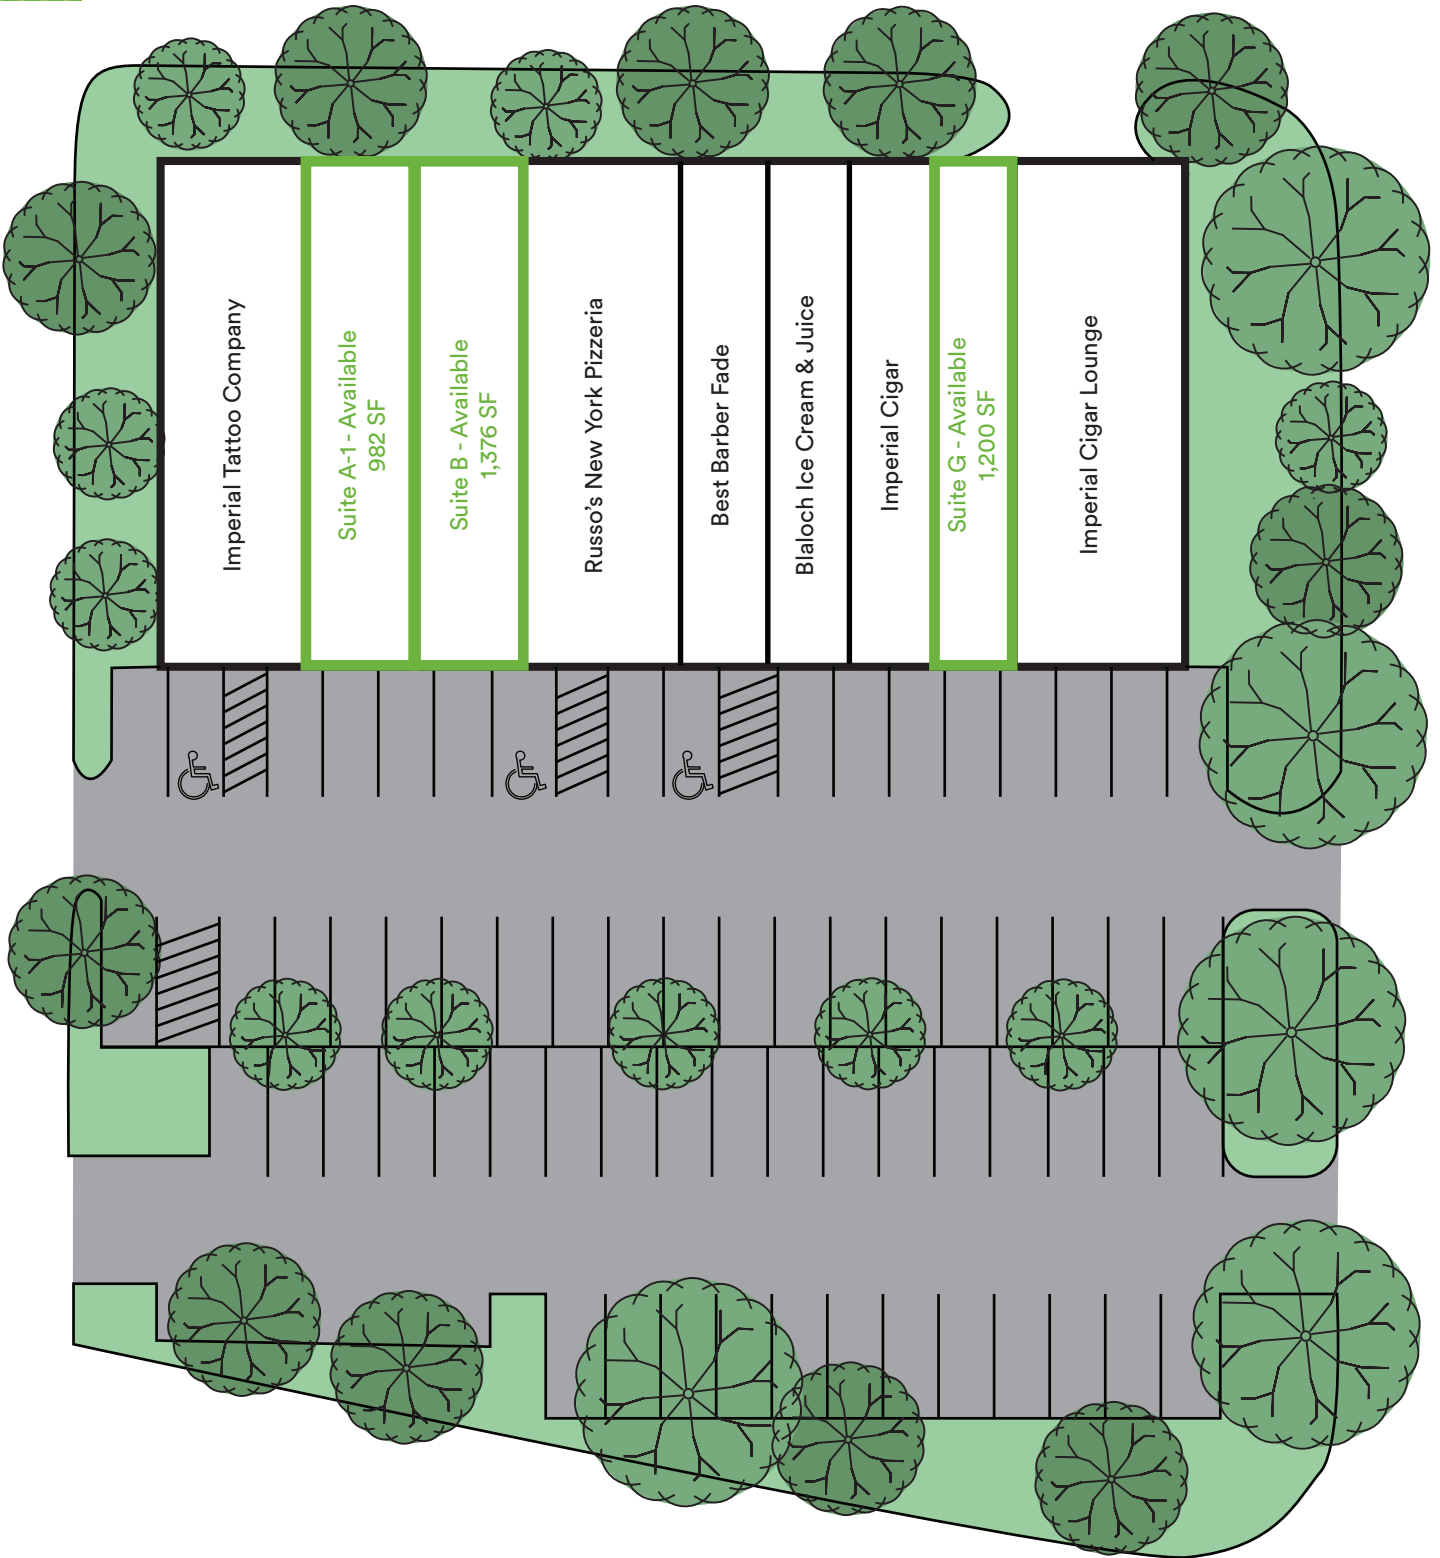 Imperial Tattoo Company
Suite A-1 - Available
982 SF
Suite B - Available
1,376 SF
Russo’s New York Pizzeria
Best Barber Fade
Blaloch Ice Cream & Juice
Imperial Cigar
Suite G - Available
1,200 SF
Imperial Cigar Lounge